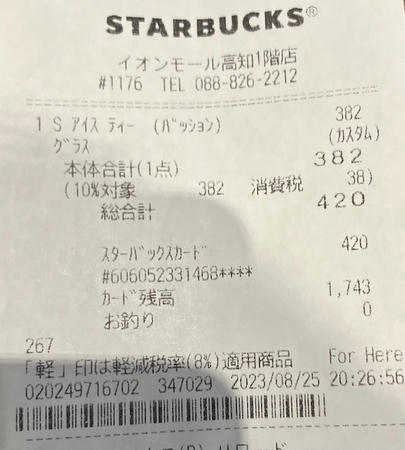 STARBUCKS®
イオンモール高知1階店
#1176 TEL 088-826-2212
1 S アイス ティー (パッション) 382
グラス (カスタム)
本体合計(1点) 382
(10%対象 382 消費税 38)
総合計 420
スターバックスカード 420
#606052331468****
カード残高 1,743
お釣り 0
267
「軽」印は軽減税率(8%)適用商品 For Here
020249716702 347029 2023/08/25 20:26:56